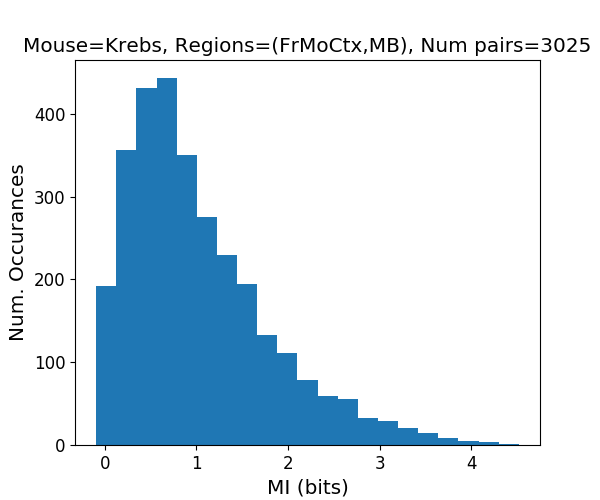 Mouse=Krebs, Regions=(FrMoCtx,MB), Num pairs=3025
Num. Occurances
400
300
200
100
0
0 1 2 3 4
MI (bits)